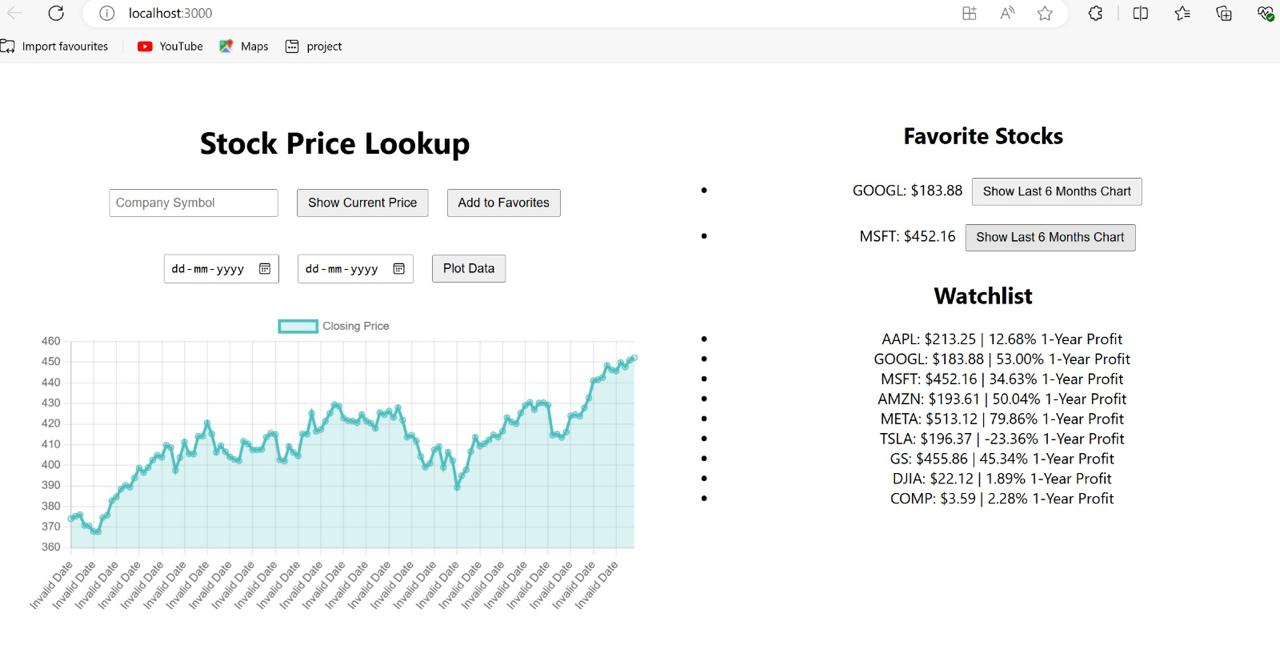 localhost:3000
Import favourites YouTube Maps project
Stock Price Lookup
Company Symbol Show Current Price Add to Favorites
dd-mm-yyyy dd-mm-yyyy Plot Data
Closing Price
460
450
440
430
420
410
400
390
380
370
360
Invalid Date Invalid Date Invalid Date Invalid Date Invalid Date Invalid Date Invalid Date Invalid Date Invalid Date Invalid Date Invalid Date Invalid Date Invalid Date Invalid Date Invalid Date Invalid Date Invalid Date Invalid Date Invalid Date Invalid Date Invalid Date Invalid Date Invalid Date Invalid Date Invalid Date
Favorite Stocks
GOOGL: $183.88 Show Last 6 Months Chart
MSFT: $452.16 Show Last 6 Months Chart
Watchlist
AAPL: $213.25 | 12.68% 1-Year Profit
GOOGL: $183.88 | 53.00% 1-Year Profit
MSFT: $452.16 | 34.63% 1-Year Profit
AMZN: $193.61 | 50.04% 1-Year Profit
META: $513.12 | 79.86% 1-Year Profit
TSLA: $196.37 | -23.36% 1-Year Profit
GS: $455.86 | 45.34% 1-Year Profit
DJIA: $22.12 | 1.89% 1-Year Profit
COMP: $3.59 | 2.28% 1-Year Profit